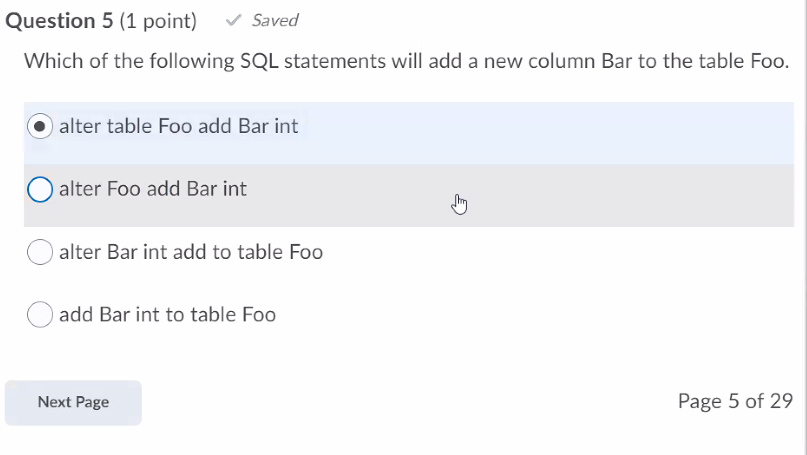 Question 5 (1 point) Saved
Which of the following SQL statements will add a new column Bar to the table Foo.
alter table Foo add Bar int
alter Foo add Bar int
alter Bar int add to table Foo
add Bar int to table Foo
Next Page
Page 5 of 29